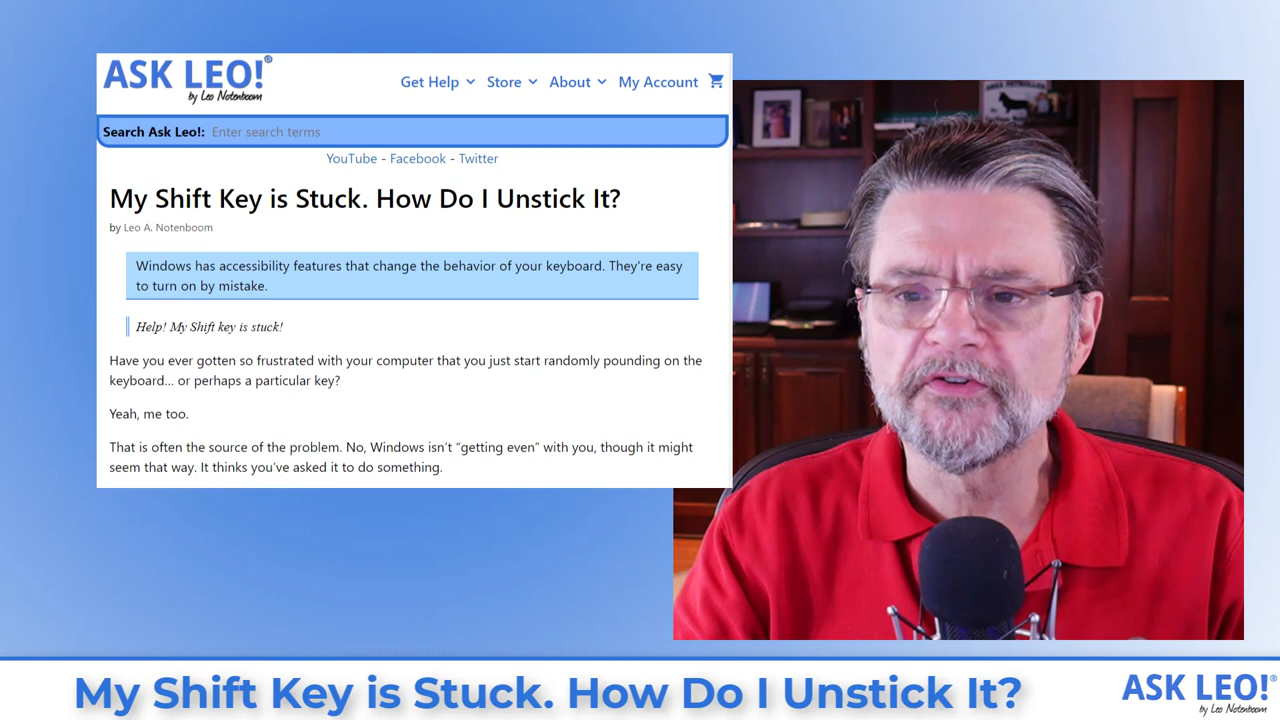 ASK LEO!®
by Leo Notenboom
Get Help Store About My Account
Search Ask Leo!: Enter search terms
YouTube - Facebook - Twitter
My Shift Key is Stuck. How Do I Unstick It?
by Leo A. Notenboom
Windows has accessibility features that change the behavior of your keyboard. They're easy
to turn on by mistake.
Help! My Shift key is stuck!
Have you ever gotten so frustrated with your computer that you just start randomly pounding on the
keyboard… or perhaps a particular key?
Yeah, me too.
That is often the source of the problem. No, Windows isn’t “getting even” with you, though it might
seem that way. It thinks you’ve asked it to do something.
My Shift Key is Stuck. How Do I Unstick It?
ASK LEO!®
by Leo Notenboom